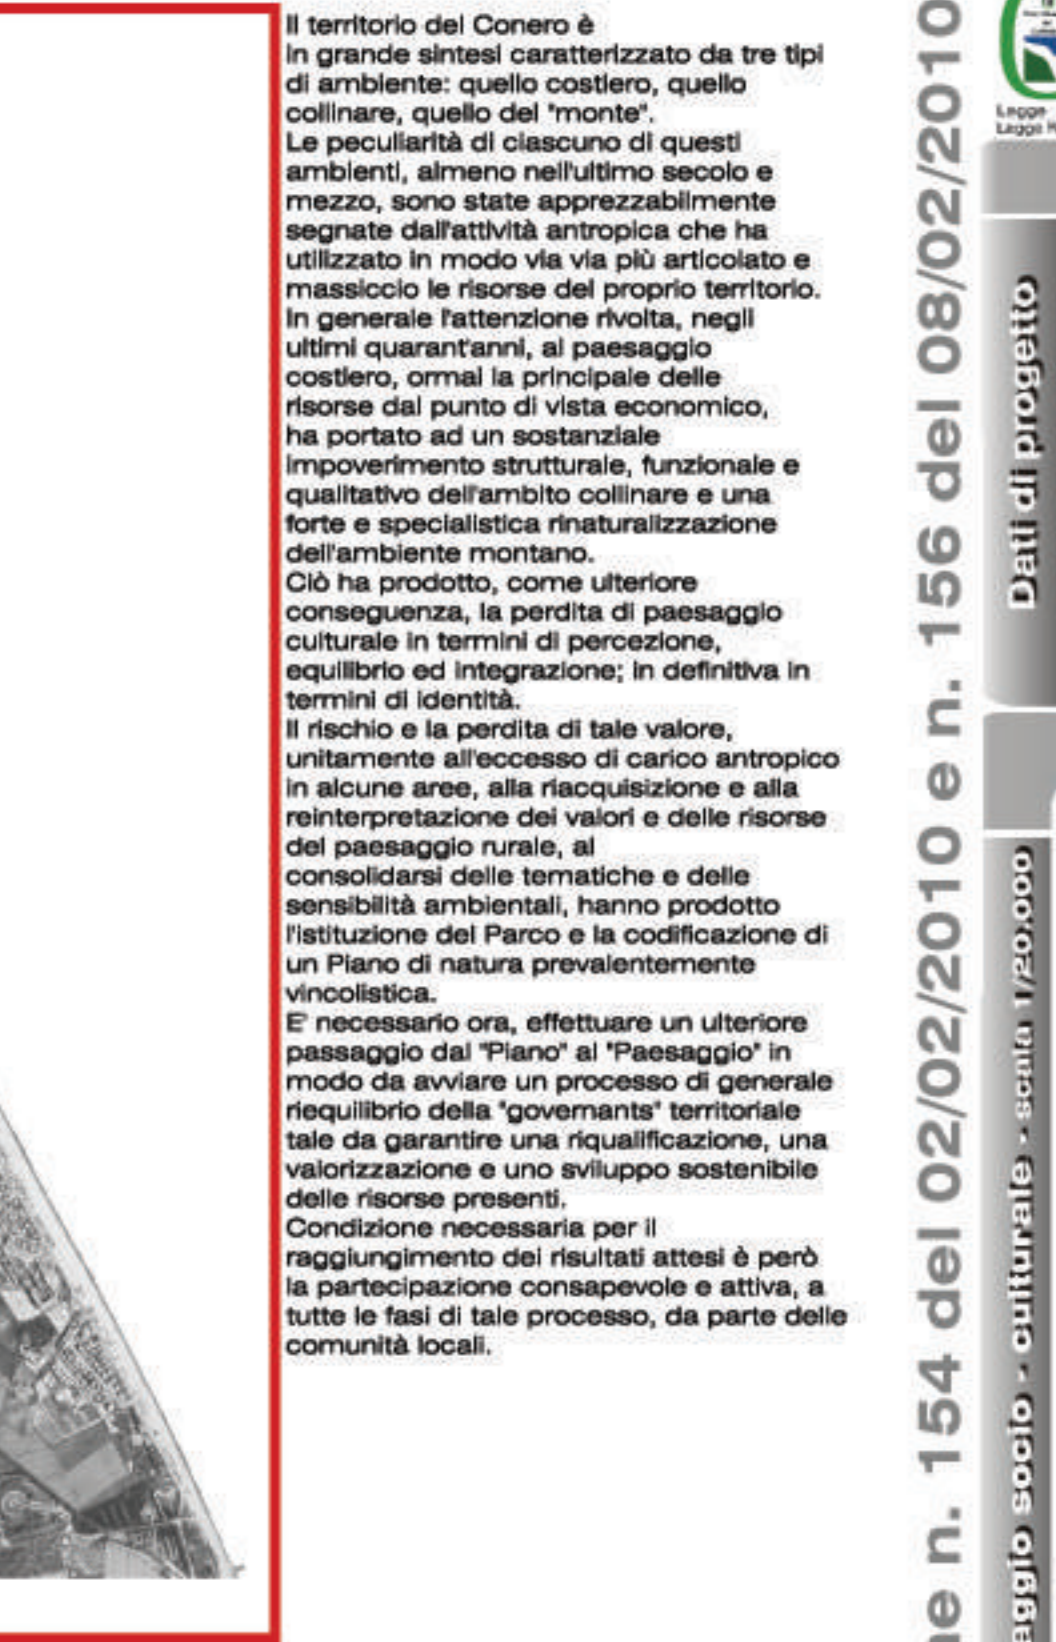 Il territorio del Conero è
in grande sintesi caratterizzato da tre tipi
di ambiente: quello costiero, quello
collinare, quello del "monte".
Le peculiarità di ciascuno di questi
ambienti, almeno nell'ultimo secolo e
mezzo, sono state apprezzabilmente
segnate dall'attività antropica che ha
utilizzato in modo via via più articolato e
massiccio le risorse del proprio territorio.
In generale l'attenzione rivolta, negli
ultimi quarant'anni, al paesaggio
costiero, ormai la principale delle
risorse dal punto di vista economico,
ha portato ad un sostanziale
impoverimento strutturale, funzionale e
qualitativo dell'ambito collinare e una
forte e specialistica rinaturalizzazione
dell'ambiente montano.
Ciò ha prodotto, come ulteriore
conseguenza, la perdita di paesaggio
culturale in termini di percezione,
equilibrio ed integrazione; in definitiva in
termini di identità.
Il rischio e la perdita di tale valore,
unitamente all'eccesso di carico antropico
in alcune aree, alla riacquisizione e alla
reinterpretazione dei valori e delle risorse
del paesaggio rurale, al
consolidarsi delle tematiche e delle
sensibilità ambientali, hanno prodotto
l'istituzione del Parco e la codificazione di
un Piano di natura prevalentemente
vincolistica.
E' necessario ora, effettuare un ulteriore
passaggio dal "Piano" al "Paesaggio" in
modo da avviare un processo di generale
riequilibrio della "governants" territoriale
tale da garantire una riqualificazione, una
valorizzazione e uno sviluppo sostenibile
delle risorse presenti.
Condizione necessaria per il
raggiungimento dei risultati attesi è però
la partecipazione consapevole e attiva, a
tutte le fasi di tale processo, da parte delle
comunità locali.
ne n. 154 del 02/02/2010 e n. 156 del 08/02/2010
Legge
Legge
Dati di progetto
aggio scolo - collinale - scala 1/20.000